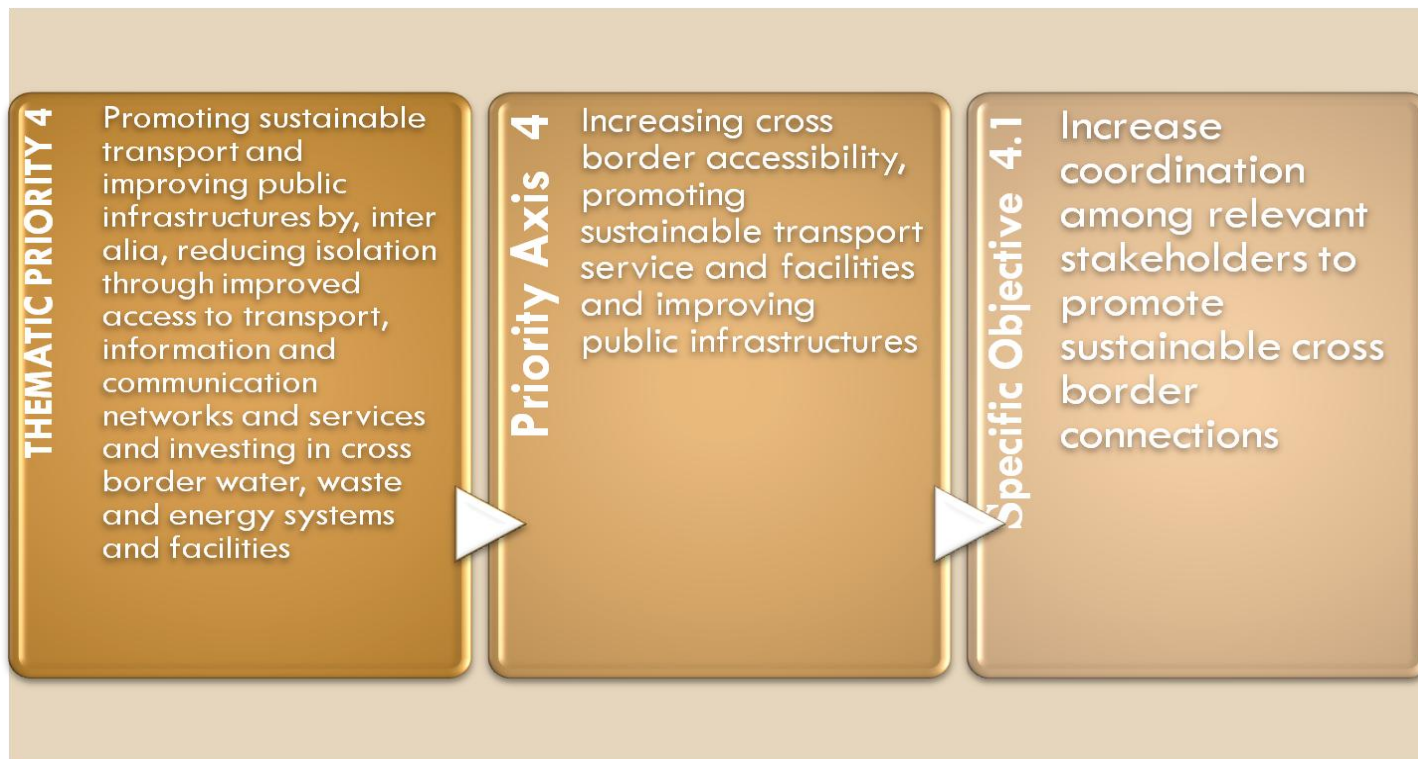 THEMATIC PRIORITY 4
Promoting sustainable
transport and
improving public
infrastructures by, inter
alia, reducing isolation
through improved
access to transport,
information and
communication
networks and services
and investing in cross
border water, waste
and energy systems
and facilities
Priority Axis 4
Increasing cross
border accessibility,
promoting
sustainable transport
service and facilities
and improving
public infrastructures
Specific Objective 4.1
Increase
coordination
among relevant
stakeholders to
promote
sustainable cross
border
connections